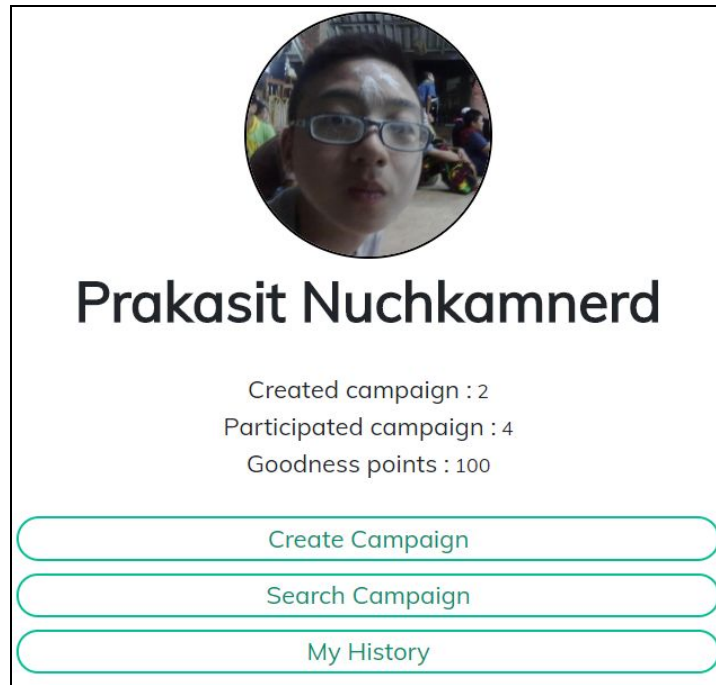 Prakasit Nuchkamnerd
Created campaign : 2
Participated campaign : 4
Goodness points : 100
Create Campaign
Search Campaign
My History